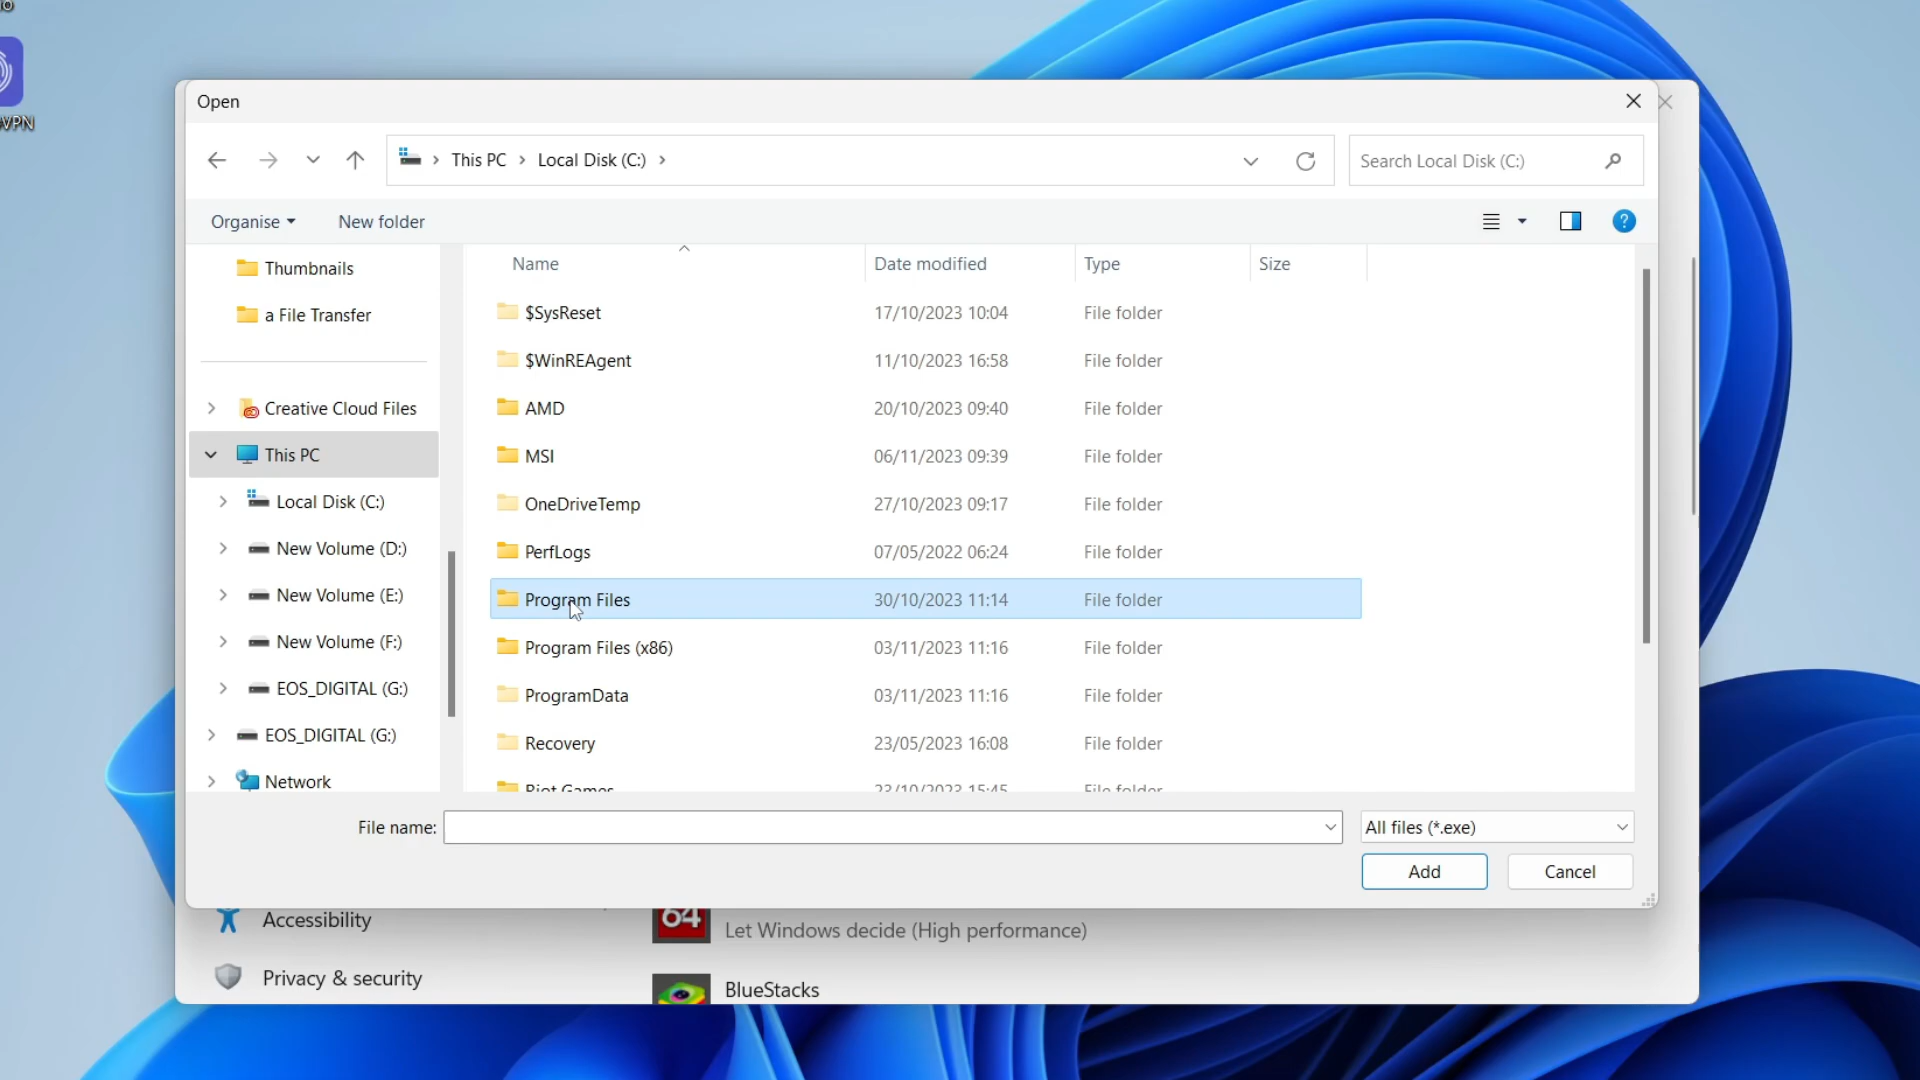 VPN
Open
This PC
Local Disk (C:)
Search Local Disk (C:)
Organise
New folder
Name
Date modified
Type
Size
Thumbnails
a File Transfer
Creative Cloud Files
This PC
Local Disk (C:)
New Volume (D:)
New Volume (E:)
New Volume (F:)
EOS_DIGITAL (G:)
EOS_DIGITAL (G:)
Network
$SysReset 17/10/2023 10:04 File folder
$WinREAgent 11/10/2023 16:58 File folder
AMD 20/10/2023 09:40 File folder
MSI 06/11/2023 09:39 File folder
OneDriveTemp 27/10/2023 09:17 File folder
PerfLogs 07/05/2022 06:24 File folder
Program Files 30/10/2023 11:14 File folder
Program Files (x86) 03/11/2023 11:16 File folder
ProgramData 03/11/2023 11:16 File folder
Recovery 23/05/2023 16:08 File folder
Riot Games 23/10/2023 15:45 File folder
File name:
All files (*.exe)
Add
Cancel
Accessibility
64
Let Windows decide (High performance)
Privacy & security
BlueStacks